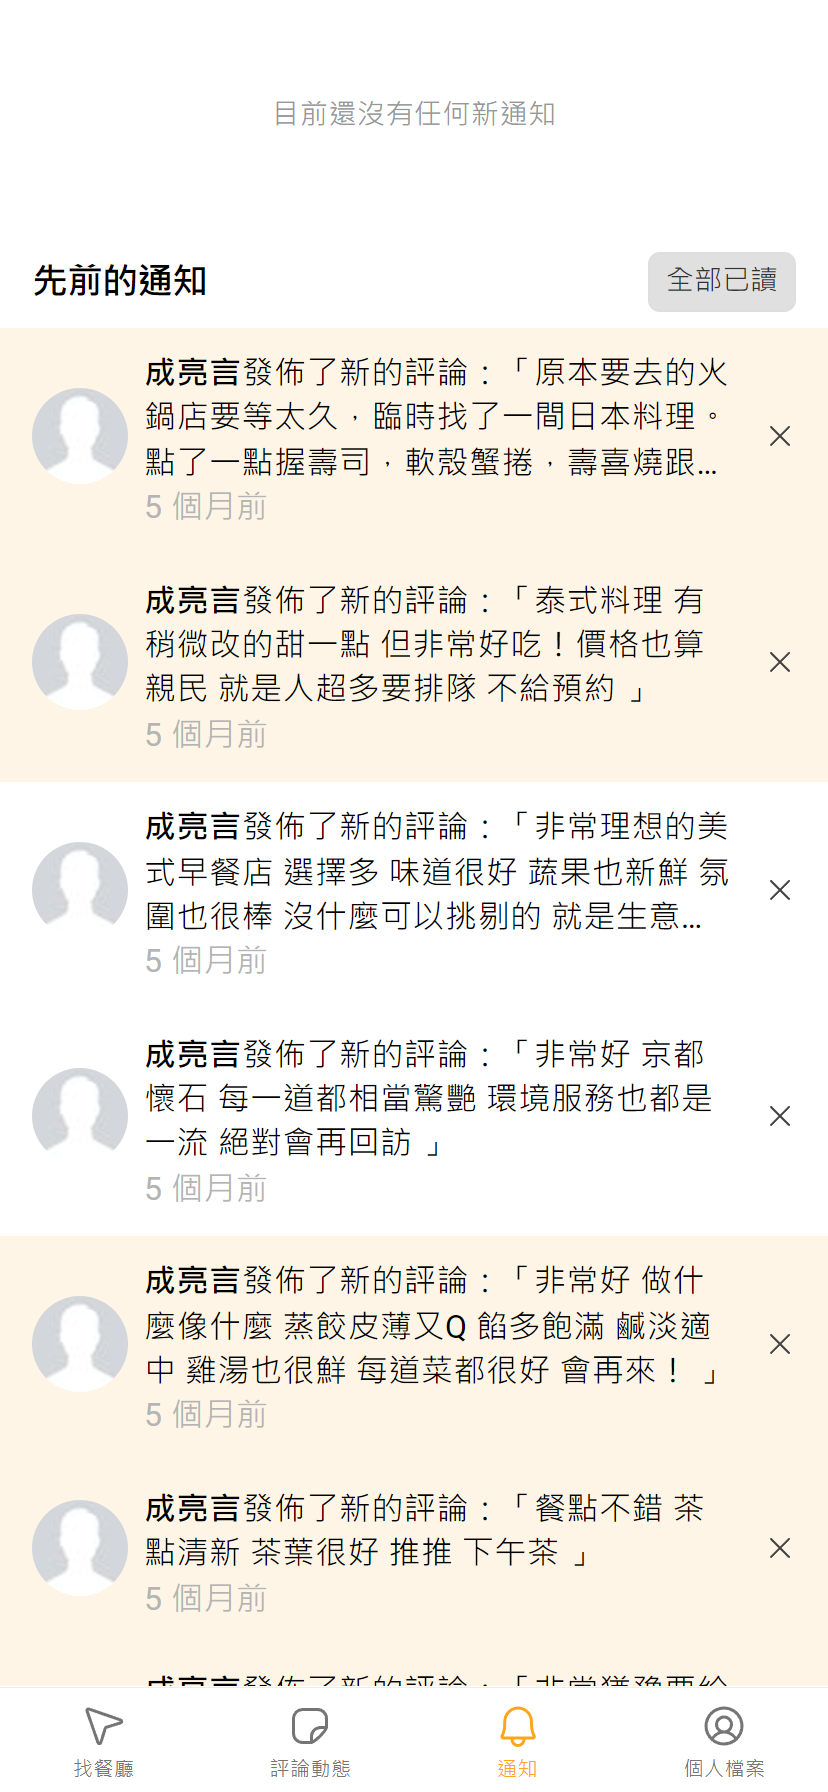 目前還沒有任何新通知
先前的通知
全部已讀
成亮言發佈了新的評論：「原本要去的火
鍋店要等太久，臨時找了一間日本料理。
點了一點握壽司，軟殼蟹捲，壽喜燒跟...
5 個月前
成亮言發佈了新的評論：「泰式料理 有
稍微改的甜一點 但非常好吃！價格也算
親民 就是人超多要排隊 不給預約 」
5 個月前
成亮言發佈了新的評論：「非常理想的美
式早餐店 選擇多 味道很好 蔬果也新鮮 氛
圍也很棒 沒什麼可以挑剔的 就是生意...
5 個月前
成亮言發佈了新的評論：「非常好 京都
懷石 每一道都相當驚艷 環境服務也都是
一流 絕對會再回訪 」
5 個月前
成亮言發佈了新的評論：「非常好 做什
麼像什麼 蒸餃皮薄又Q 餡多飽滿 鹹淡適
中 雞湯也很鮮 每道菜都很好 會再來！ 」
5 個月前
成亮言發佈了新的評論：「餐點不錯 茶
點清新 茶葉很好 推推 下午茶 」
5 個月前
成亮言發佈了新的評論：「非常猶豫要給
找餐廳
評論動態
通知
個人檔案